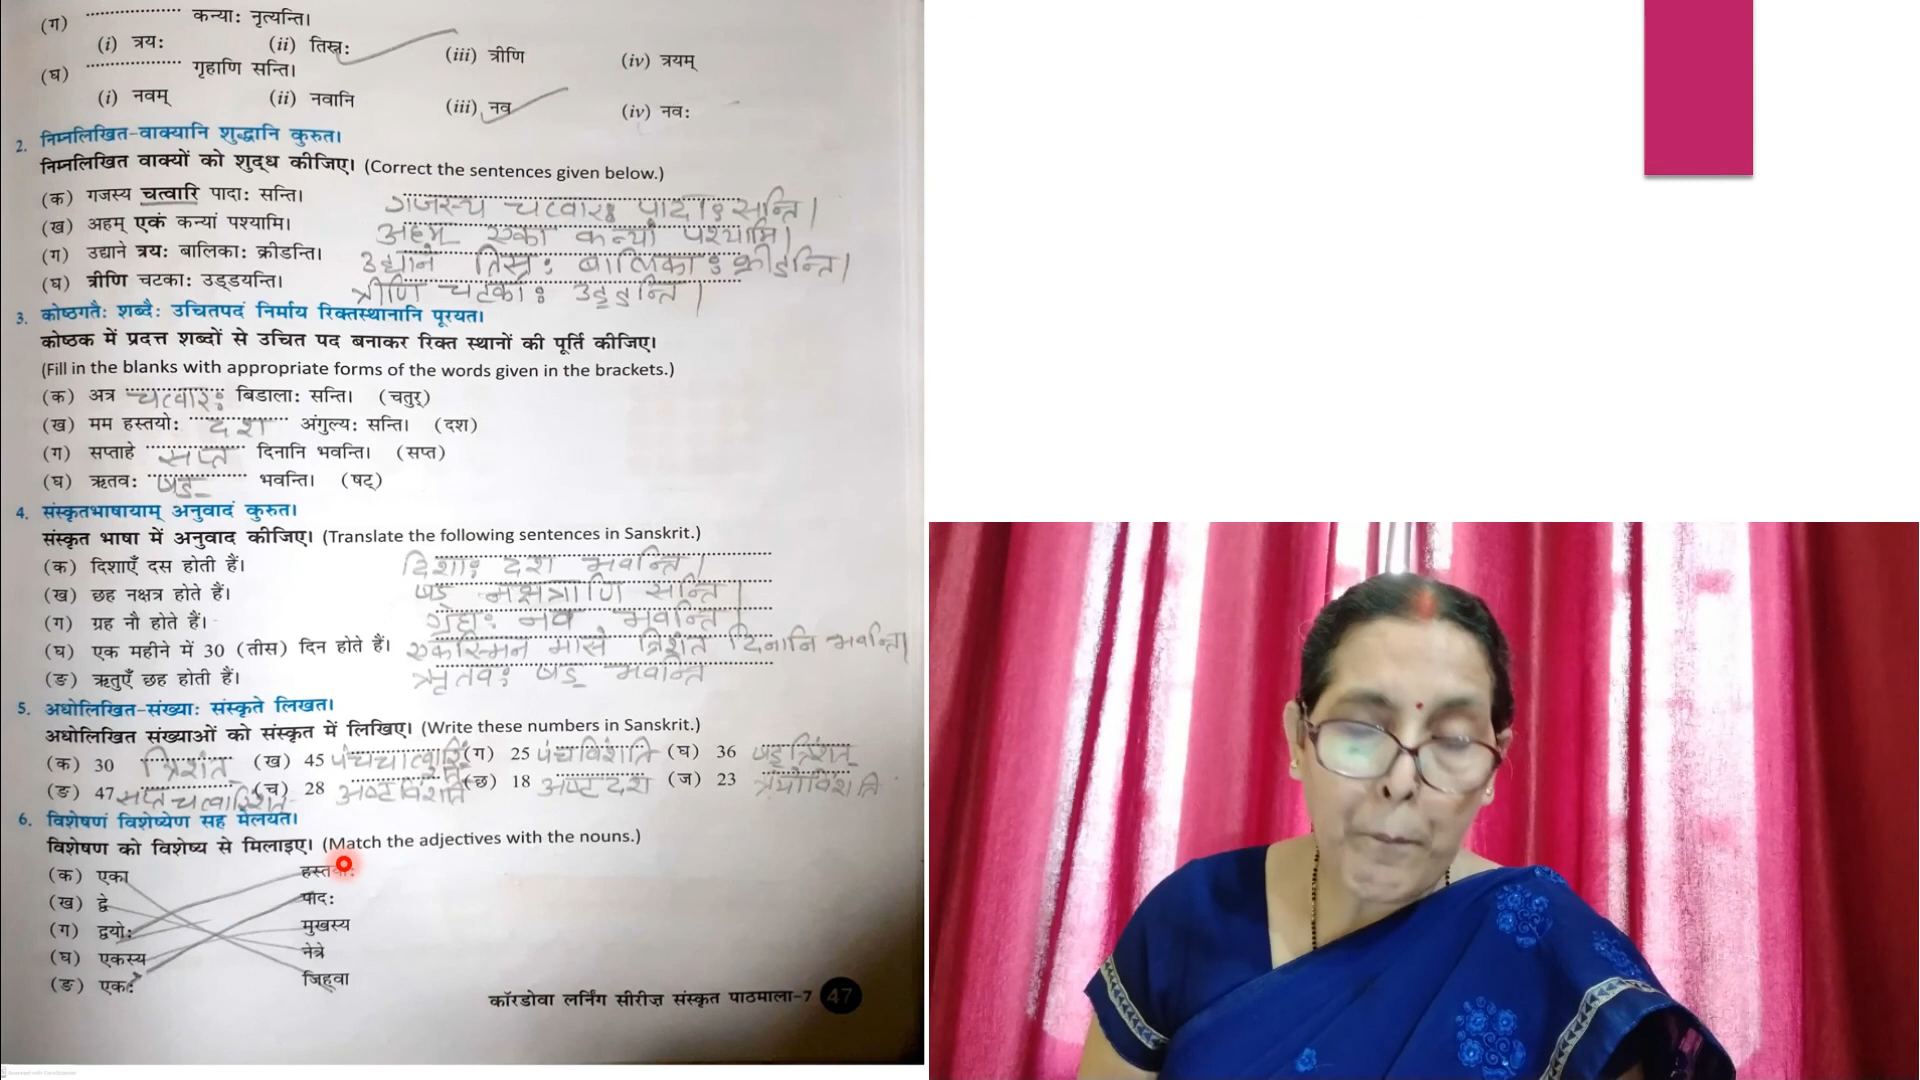 (ग) ................ कन्याः नृत्यन्ति।
(i) त्रयः (ii) तिस्रः (iii) त्रीणि (iv) त्रयम्
(घ) ................ गृहाणि सन्ति।
(i) नवम् (ii) नवानि (iii) नव (iv) नवः
2. निम्नलिखित-वाक्यानि शुद्धानि कुरुत।
निम्नलिखित वाक्यों को शुद्ध कीजिए। (Correct the sentences given below.)
(क) गजस्य चत्वारि पादाः सन्ति। गजस्य चत्वारः पादाः सन्ति।
(ख) अहम् एकं कन्यां पश्यामि। अहम् एका कन्यां पश्यामि।
(ग) उद्याने त्रयः बालिकाः क्रीडन्ति। उद्याने तिस्रः बालिकाः क्रीडन्ति।
(घ) त्रीणि चटकाः उड्डयन्ति। त्रीणि चटकाः उड्डन्ति।
3. कोष्ठगतैः शब्दैः उचितपदं निर्माय रिक्तस्थानानि पूरयत।
कोष्ठक में प्रदत्त शब्दों से उचित पद बनाकर रिक्त स्थानों की पूर्ति कीजिए।
(Fill in the blanks with appropriate forms of the words given in the brackets.)
(क) अत्र चत्वारः बिडालाः सन्ति। (चतुर्)
(ख) मम हस्तयोः दश अंगुल्यः सन्ति। (दश)
(ग) सप्ताहे सप्त दिनानि भवन्ति। (सप्त)
(घ) ऋतवः षड् भवन्ति। (षट्)
4. संस्कृतभाषायाम् अनुवादं कुरुत।
संस्कृत भाषा में अनुवाद कीजिए। (Translate the following sentences in Sanskrit.)
(क) दिशाएँ दस होती हैं। दिशाः दश भवन्ति।
(ख) छह नक्षत्र होते हैं। षड् नक्षत्राणि सन्ति।
(ग) ग्रह नौ होते हैं। ग्रहाः नव भवन्ति।
(घ) एक महीने में 30 (तीस) दिन होते हैं। एकस्मिन मासे त्रिशंत दिनानि भवन्ति।
(ङ) ऋतुएँ छह होती हैं। ऋतवः षड् भवन्ति
5. अधोलिखित-संख्याः संस्कृते लिखत।
अधोलिखित संख्याओं को संस्कृत में लिखिए। (Write these numbers in Sanskrit.)
(क) 30 त्रिशंत (ख) 45 (ग) 25 पंचविंशति (घ) 36 षट्त्रिंशत्
(ङ) 47 सप्तचत्वारिंशत् (च) 28 अष्टविंशति (छ) 18 अष्टदश (ज) 23 त्रयोविंशति
6. विशेषणं विशेष्येण सह मेलयत।
विशेषण को विशेष्य से मिलाइए। (Match the adjectives with the nouns.)
(क) एका हस्तयोः
(ख) द्वे पादः
(ग) द्वयोः मुखस्य
(घ) एकस्य नेत्रे
(ङ) एकः जिह्वा
कॉरडोवा लर्निंग सीरीज़ संस्कृत पाठमाला-7 47